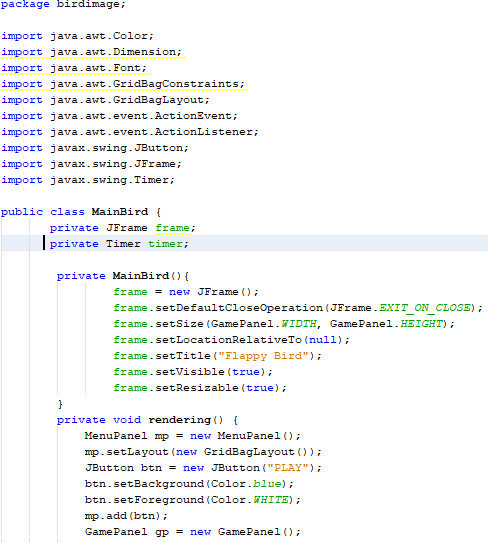 package birdimage;
import java.awt.Color;
import java.awt.Dimension;
import java.awt.Font;
import java.awt.GridBagConstraints;
import java.awt.GridBagLayout;
import java.awt.event.ActionEvent;
import java.awt.event.ActionListener;
import javax.swing.JButton;
import javax.swing.JFrame;
import javax.swing.Timer;
public class MainBird {
private JFrame frame;
private Timer timer;
private MainBird(){
frame = new JFrame();
frame.setDefaultCloseOperation(JFrame.EXIT_ON_CLOSE);
frame.setSize(GamePanel.WIDTH, GamePanel.HEIGHT);
frame.setLocationRelativeTo(null);
frame.setTitle("Flappy Bird");
frame.setVisible(true);
frame.setResizable(true);
}
private void rendering() {
MenuPanel mp = new MenuPanel();
mp.setLayout(new GridBagLayout());
JButton btn = new JButton("PLAY");
btn.setBackground(Color.blue);
btn.setForeground(Color.WHITE);
mp.add(btn);
GamePanel gp = new GamePanel();